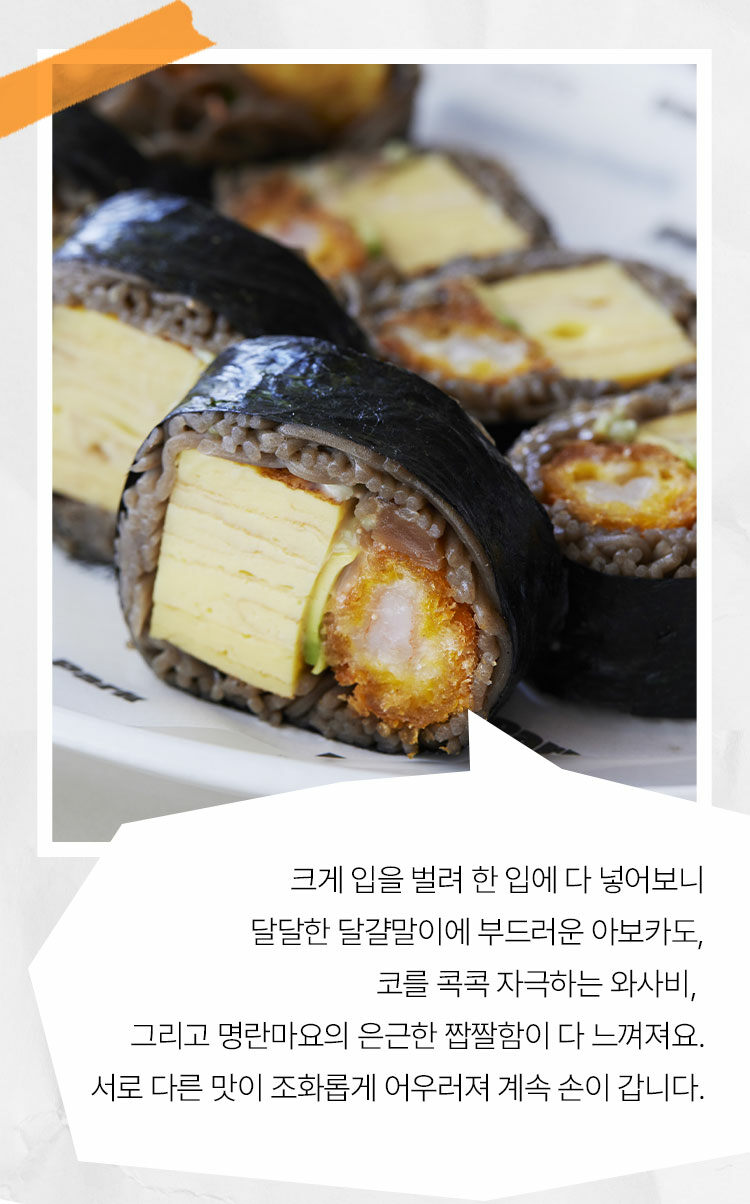 크게 입을 벌려 한 입에 다 넣어보니
달달한 달걀말이에 부드러운 아보카도,
코를 콕콕 자극하는 와사비,
그리고 명란마요의 은근한 짭짤함이 다 느껴져요.
서로 다른 맛이 조화롭게 어우러져 계속 손이 갑니다.